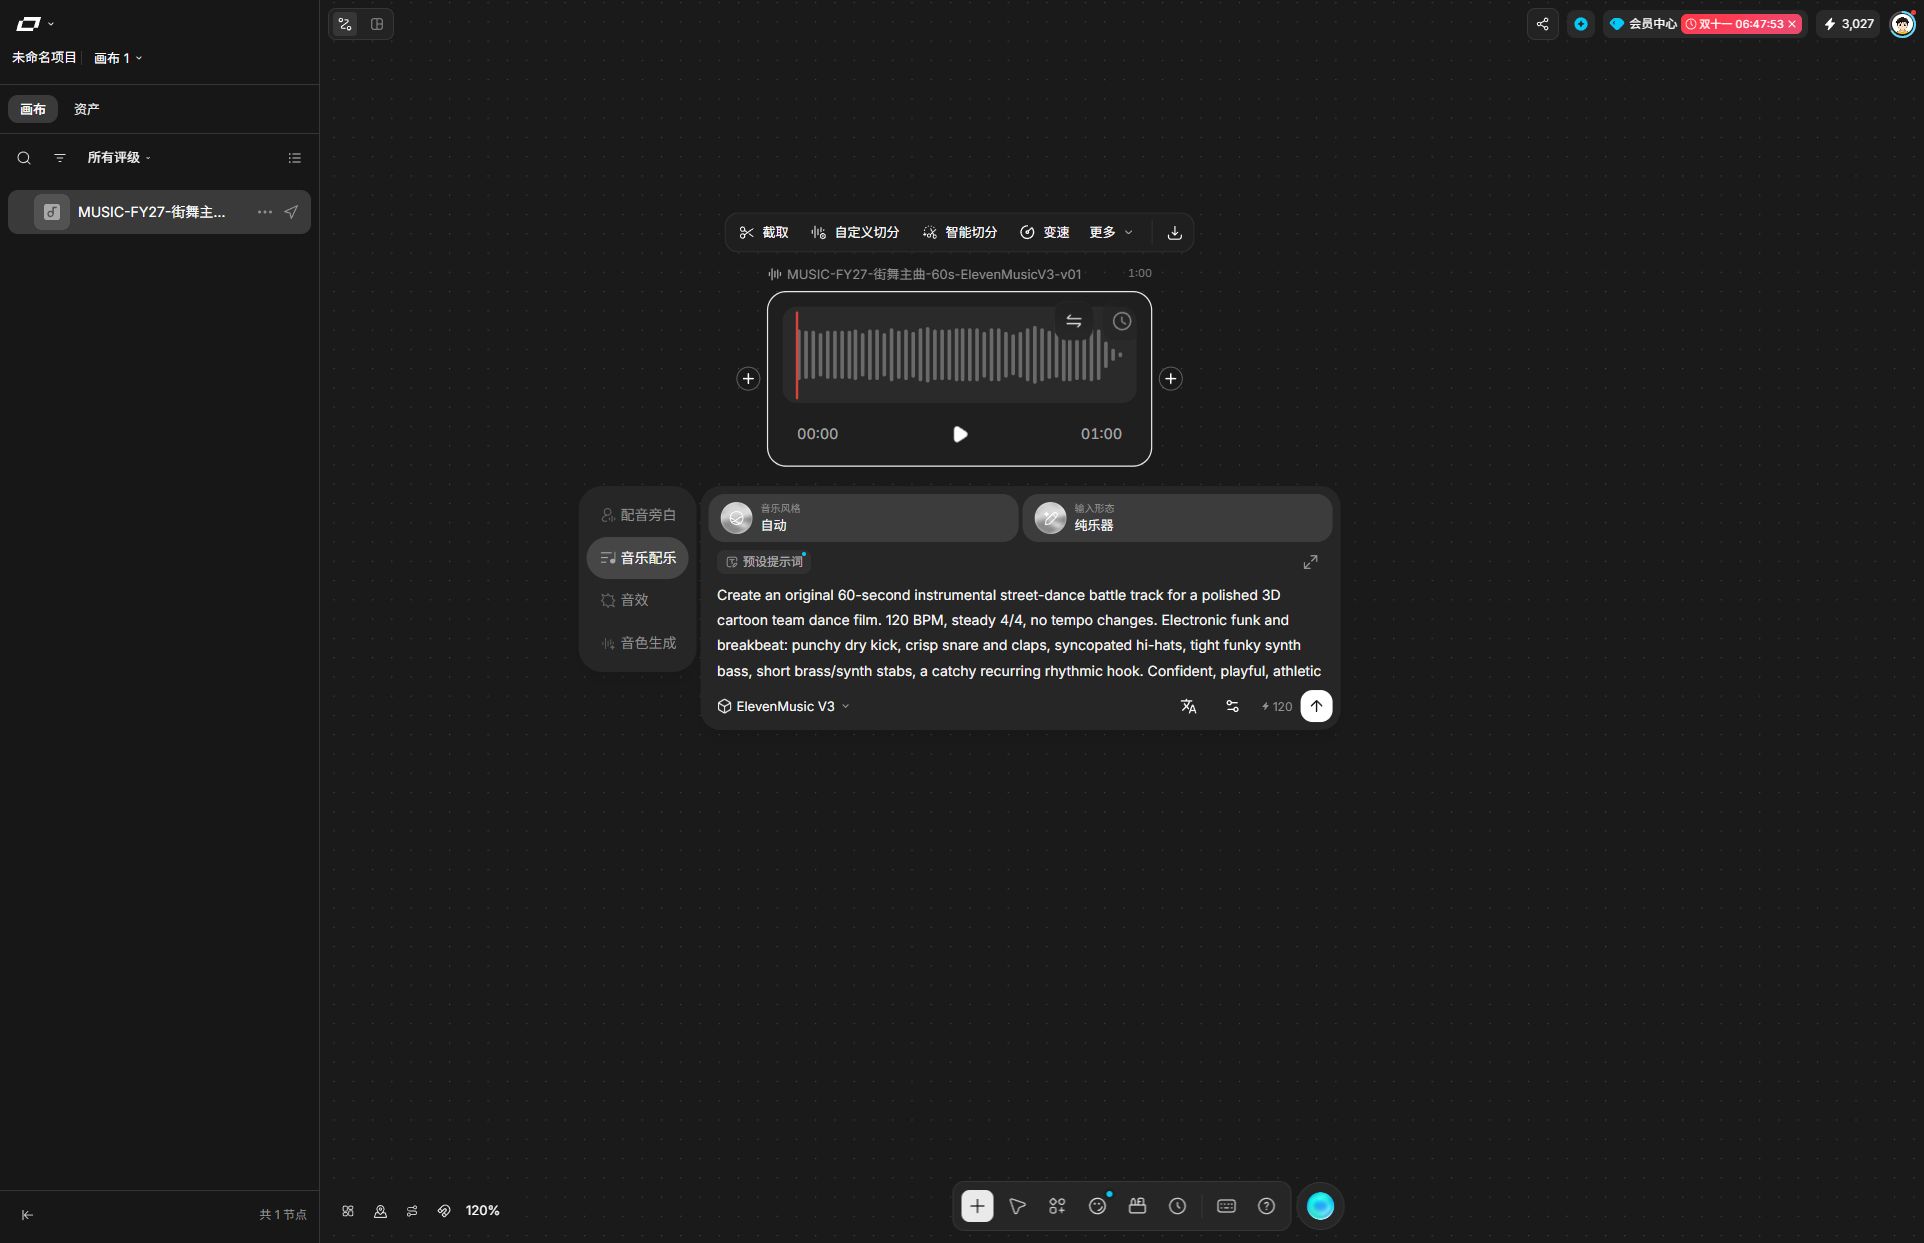 未命名项目
画布 1
会员中心
双十一 06:47:53
3,027
画布
资产
所有评级
MUSIC-FY27-街舞主...
截取
自定义切分
智能切分
变速
更多
MUSIC-FY27-街舞主曲-60s-ElevenMusicV3-v01
1:00
00:00
01:00
配音旁白
音乐配乐
音效
音色生成
音乐风格
自动
输入形态
纯乐器
预设提示词
Create an original 60-second instrumental street-dance battle track for a polished 3D
cartoon team dance film. 120 BPM, steady 4/4, no tempo changes. Electronic funk and
breakbeat: punchy dry kick, crisp snare and claps, syncopated hi-hats, tight funky synth
bass, short brass/synth stabs, a catchy recurring rhythmic hook. Confident, playful, athletic
ElevenMusic V3
120
共 1 节点
120%